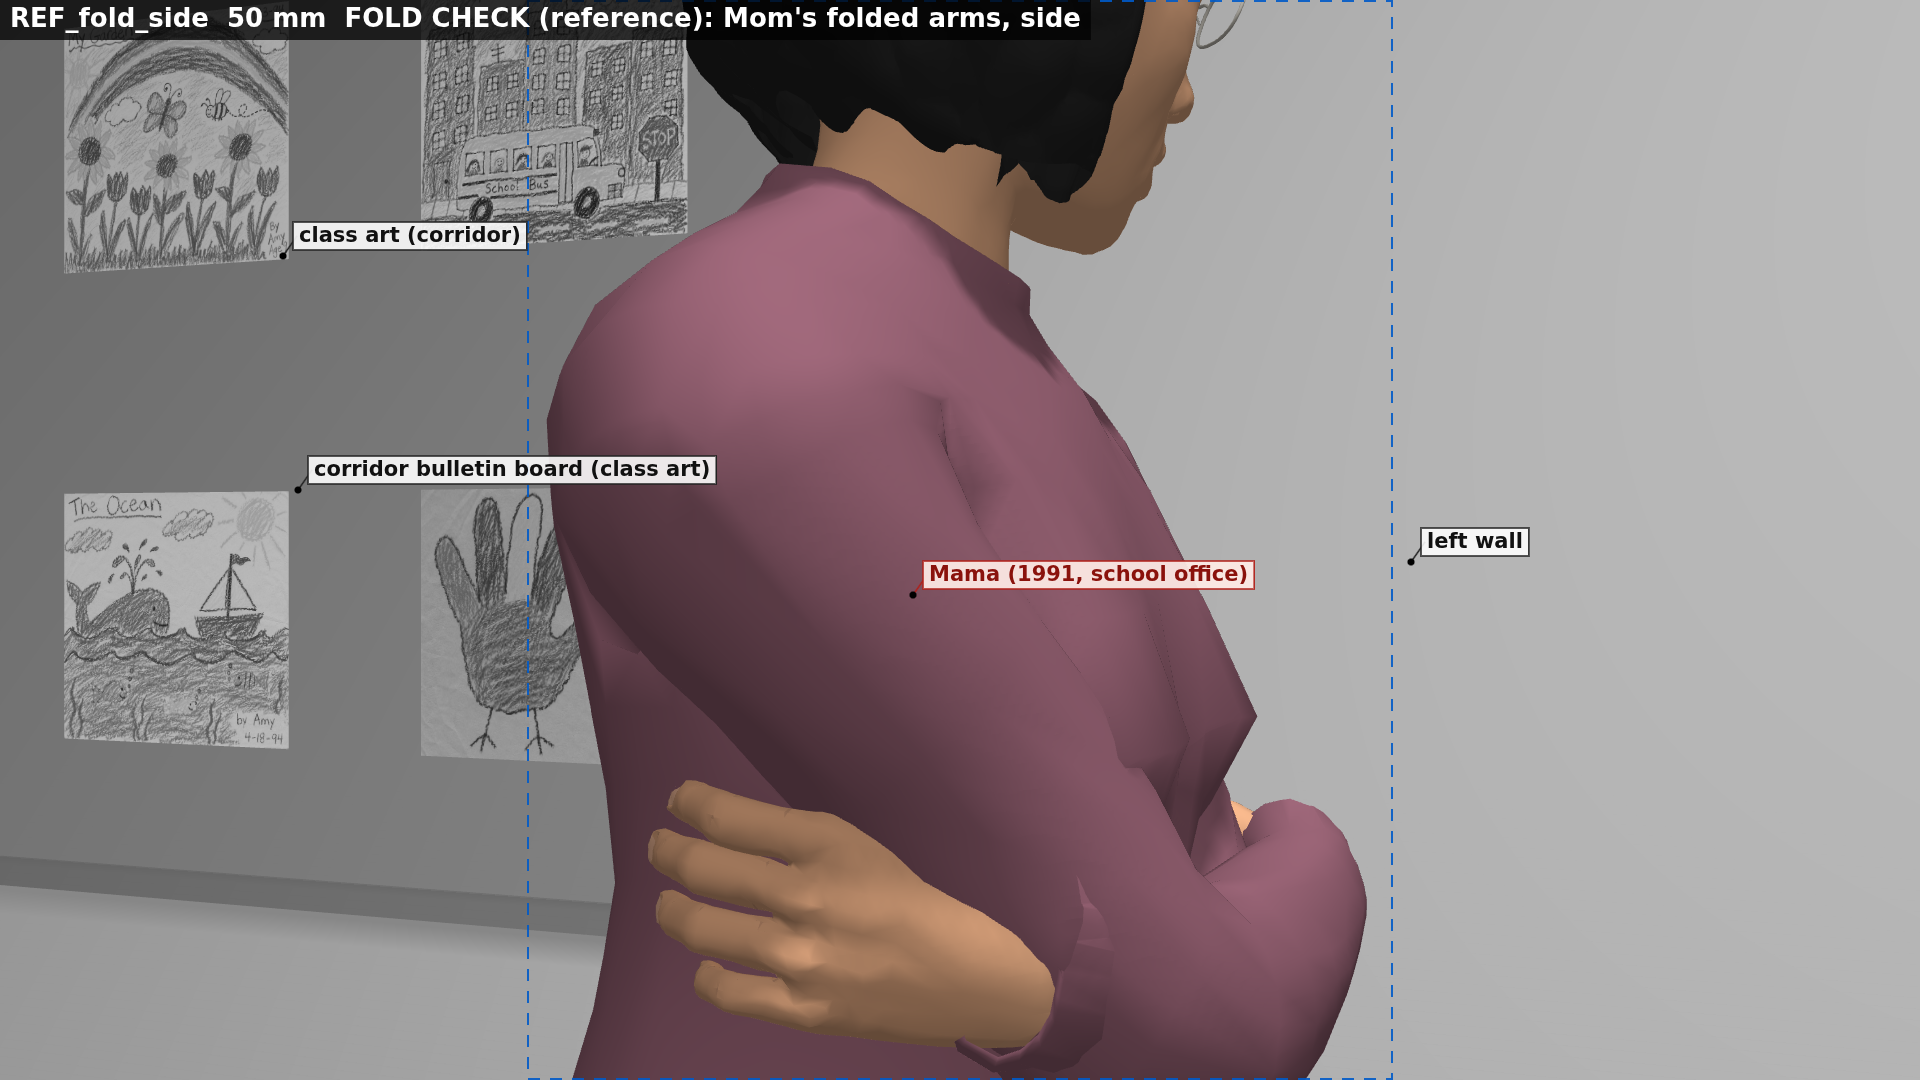 REF_fold_side 50 mm FOLD CHECK (reference): Mom's folded arms, side
STOP
School Bus
By
class art (corridor)
corridor bulletin board (class art)
The Ocean
left wall
Mama (1991, school office)
by Amy
4-18-94